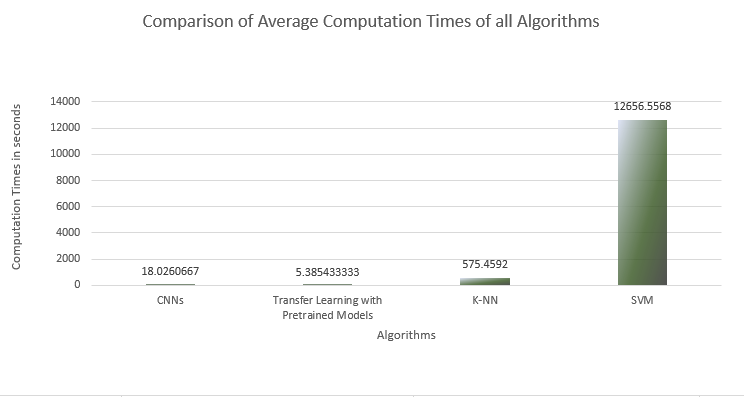 Comparison of Average Computation Times of all Algorithms
Computation Times in seconds
14000
12000
10000
8000
6000
4000
2000
0
18.0260667
5.385433333
575.4592
12656.5568
CNNs
Transfer Learning with
Pretrained Models
K-NN
SVM
Algorithms